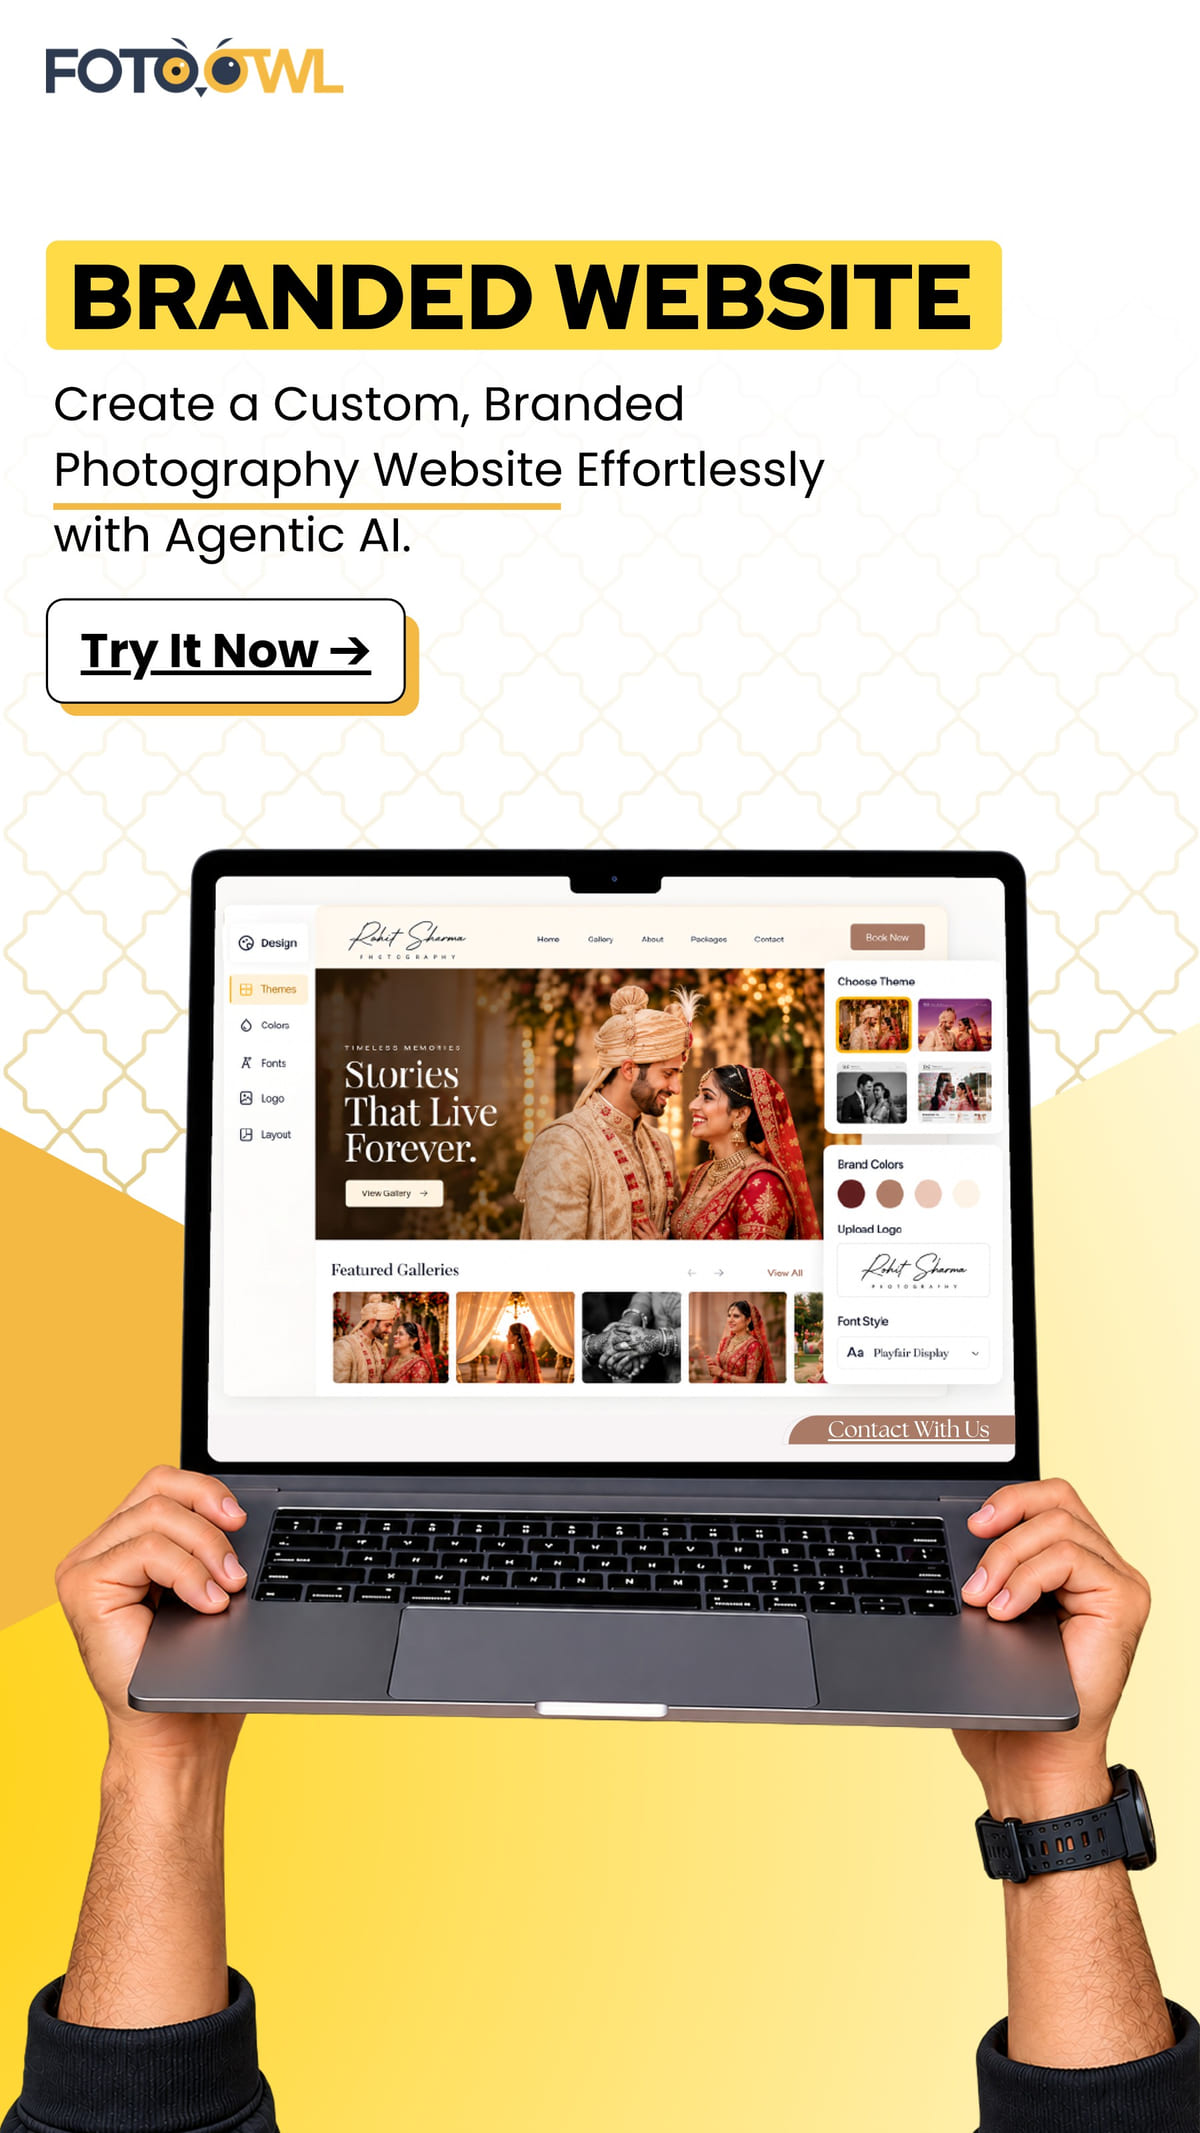 FOTOOWL
BRANDED WEBSITE
Create a Custom, Branded
Photography Website Effortlessly
with Agentic AI.
Try It Now →
Design
Themes
Colors
Fonts
Logo
Layout
Rohit Sharma
PHOTOGRAPHY
Home Gallery About Packages Contact
Book Now
TIMELESS MEMORIES
Stories
That Live
Forever.
View Gallery →
Featured Galleries
← → View All
Choose Theme
Brand Colors
Upload Logo
Rohit Sharma
PHOTOGRAPHY
Font Style
Aa Playfair Display
Contact With Us